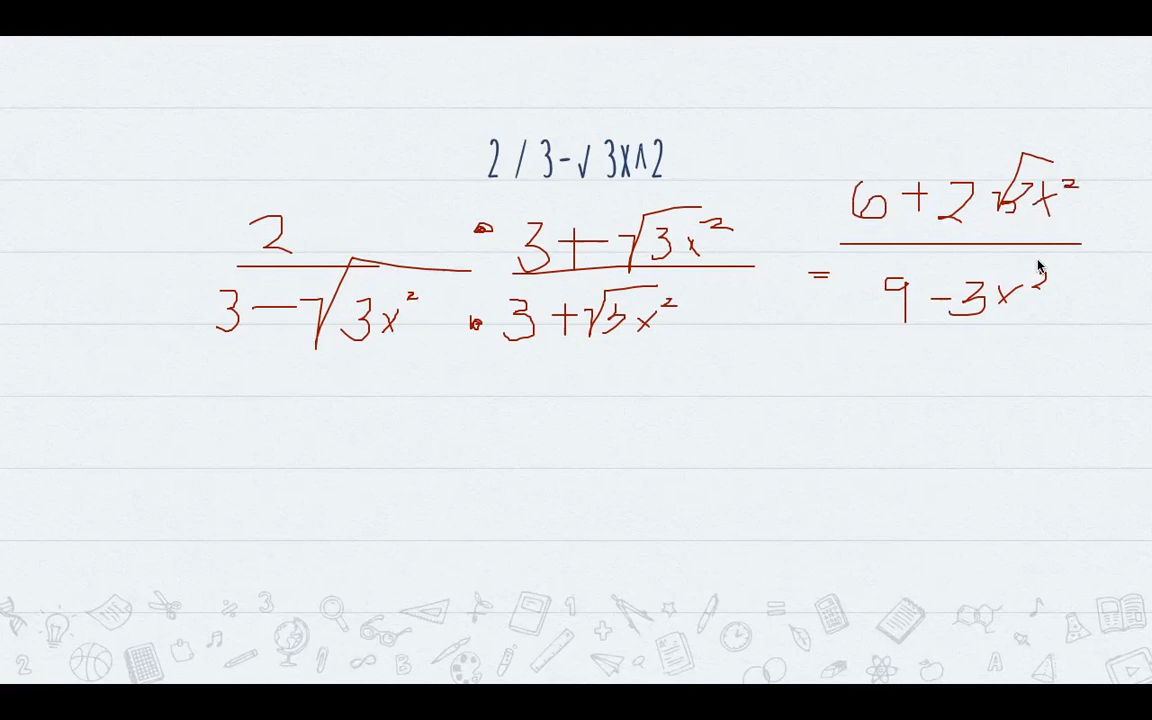 2 / 3-√ 3x^2
2 / 3 - √3x² · 3 + √3x² / 3 + √3x² = 6 + 2√3x² / 9 - 3x²